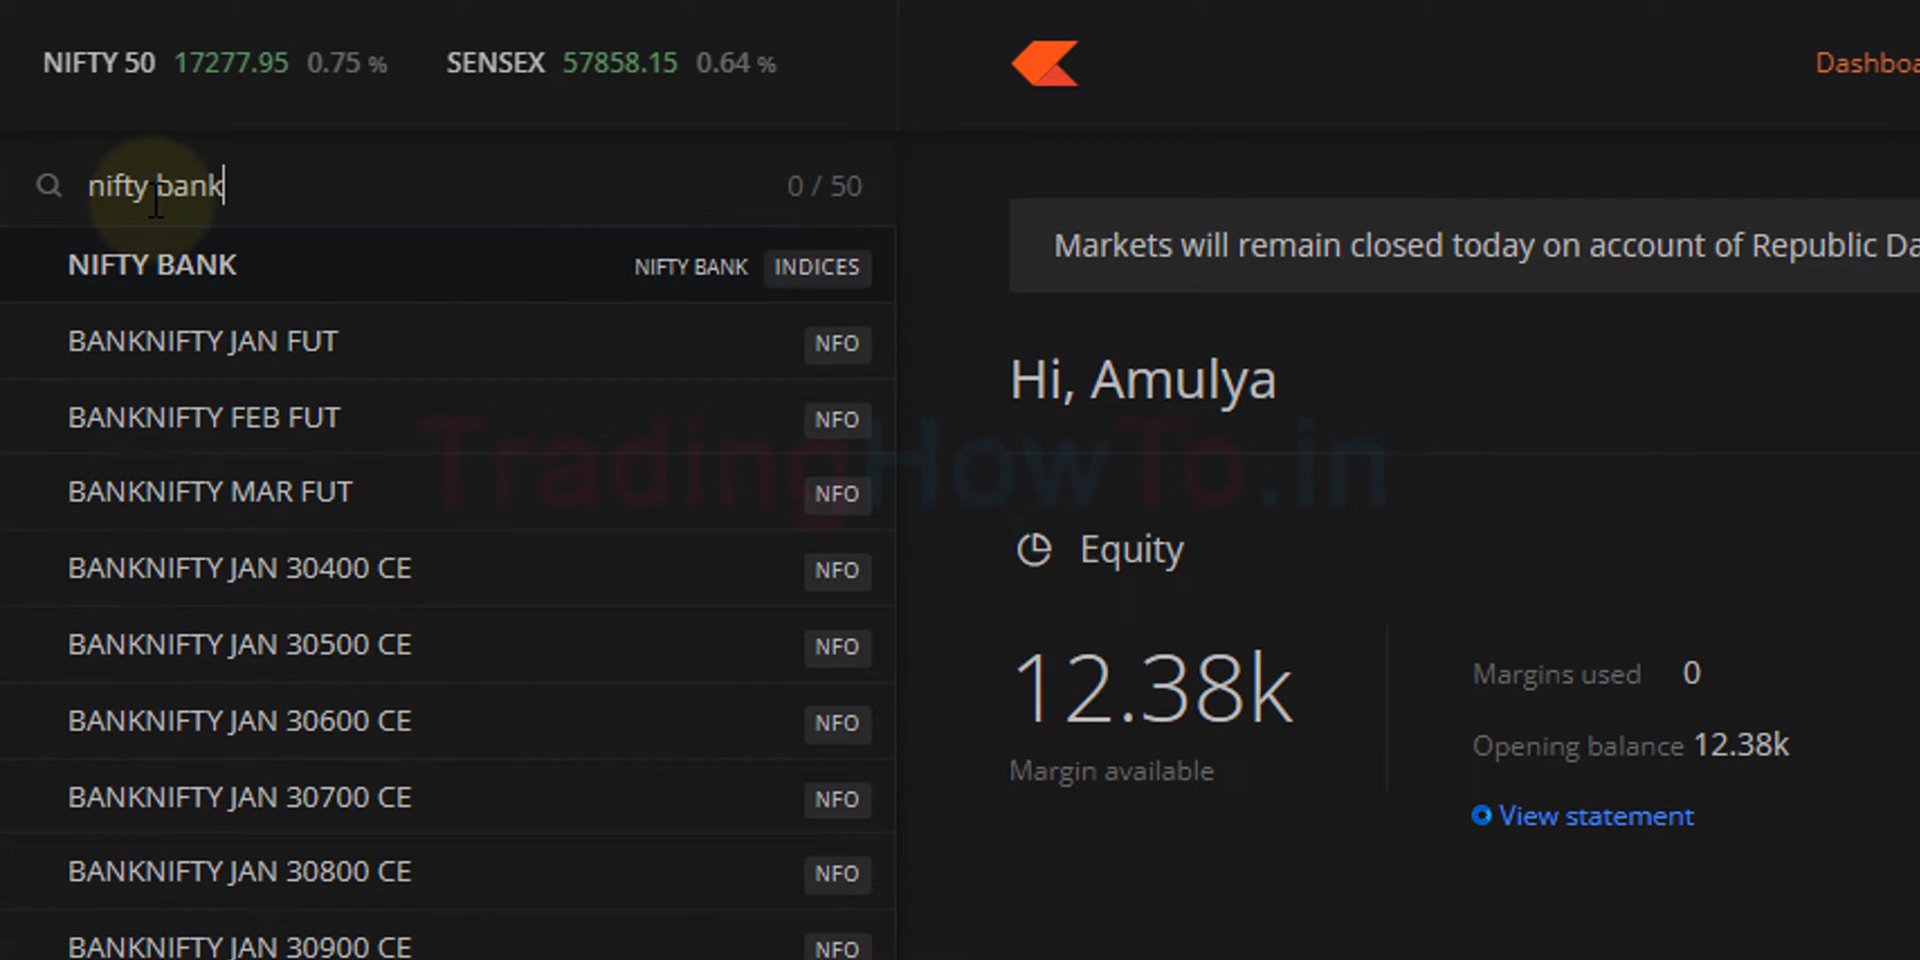 NIFTY 50 17277.95 0.75 % SENSEX 57858.15 0.64 %
Dashboa
nifty bank 0 / 50
NIFTY BANK NIFTY BANK INDICES
BANKNIFTY JAN FUT NFO
BANKNIFTY FEB FUT NFO
BANKNIFTY MAR FUT NFO
BANKNIFTY JAN 30400 CE NFO
BANKNIFTY JAN 30500 CE NFO
BANKNIFTY JAN 30600 CE NFO
BANKNIFTY JAN 30700 CE NFO
BANKNIFTY JAN 30800 CE NFO
BANKNIFTY JAN 30900 CE NFO
Markets will remain closed today on account of Republic Da
Hi, Amulya
TradingHowTo.in
Equity
12.38k
Margin available
Margins used 0
Opening balance 12.38k
View statement